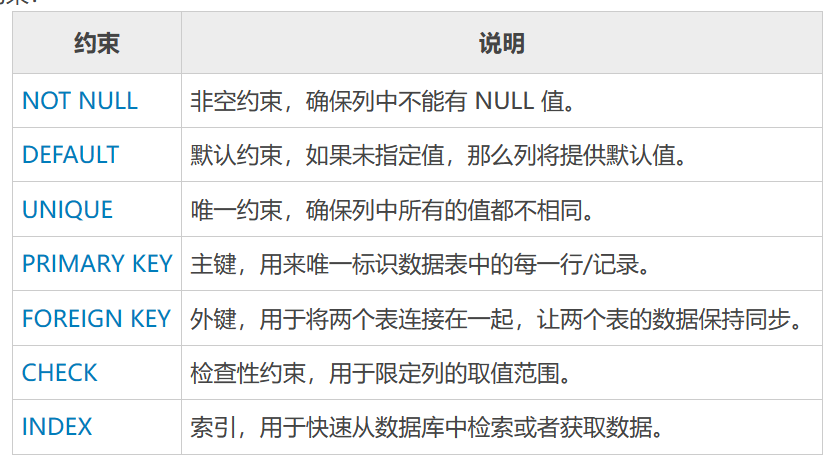 约束 说明
NOT NULL 非空约束，确保列中不能有 NULL 值。
DEFAULT 默认约束，如果未指定值，那么列将提供默认值。
UNIQUE 唯一约束，确保列中所有的值都不相同。
PRIMARY KEY 主键，用来唯一标识数据表中的每一行/记录。
FOREIGN KEY 外键，用于将两个表连接在一起，让两个表的数据保持同步。
CHECK 检查性约束，用于限定列的取值范围。
INDEX 索引，用于快速从数据库中检索或者获取数据。